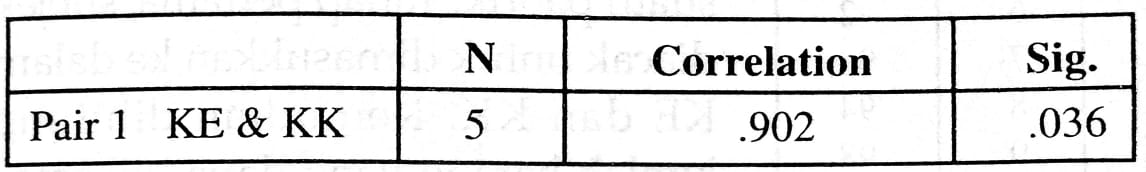 N Correlation Sig.
Pair 1 KE & KK 5 .902 .036